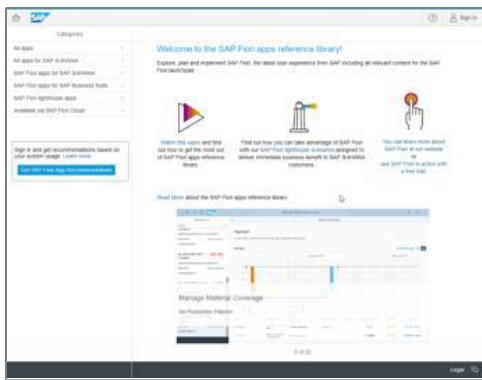 SAP
Sign in
Categories
All apps
All apps for SAP S/4HANA
SAP Fiori apps for SAP S/4HANA
SAP Fiori apps for SAP Business Suite
SAP Fiori lighthouse apps
Available via SAP Fiori Cloud
Sign in and get recommendations based on
your system usage. Learn more
Get SAP Fiori App Recommendations
Welcome to the SAP Fiori apps reference library!
Explore, plan and implement SAP Fiori, the latest user experience from SAP including all relevant content for the SAP
Fiori launchpad.
Watch this video and find
out how to get the most out
of SAP Fiori apps reference
library.
Find out how you can take advantage of SAP Fiori
with our SAP Fiori lighthouse scenarios designed to
deliver immediate business benefit to SAP S/4HANA
customers.
You can learn more about
SAP Fiori at our website
or
see SAP Fiori in action with
a free trial.
Read More about the SAP Fiori apps reference library.
Manage Material Coverage
for Production Planner
Legal